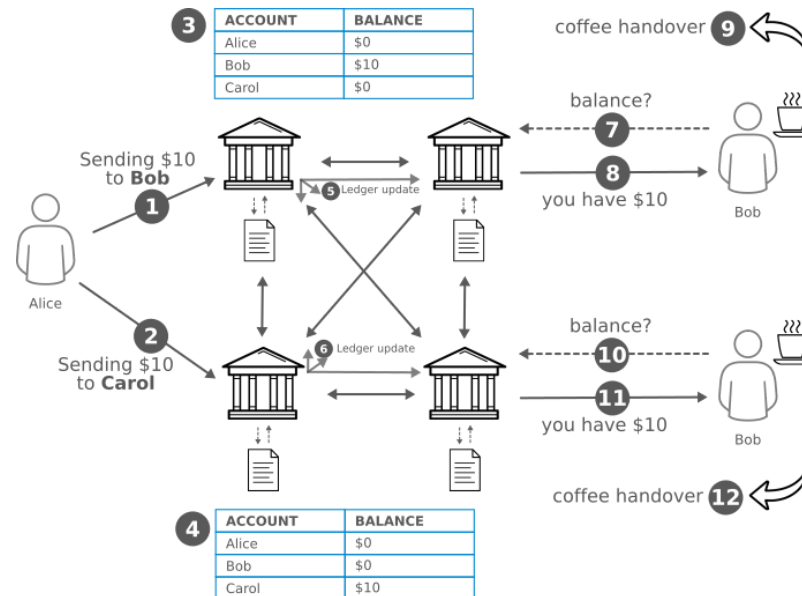 3
ACCOUNT BALANCE
Alice $0
Bob $10
Carol $0
coffee handover 9
balance?
7
8
you have $10
Bob
Sending $10
to Bob
1
5 Ledger update
Alice
2
Sending $10
to Carol
6 Ledger update
balance?
10
11
you have $10
Bob
coffee handover 12
4
ACCOUNT BALANCE
Alice $0
Bob $0
Carol $10